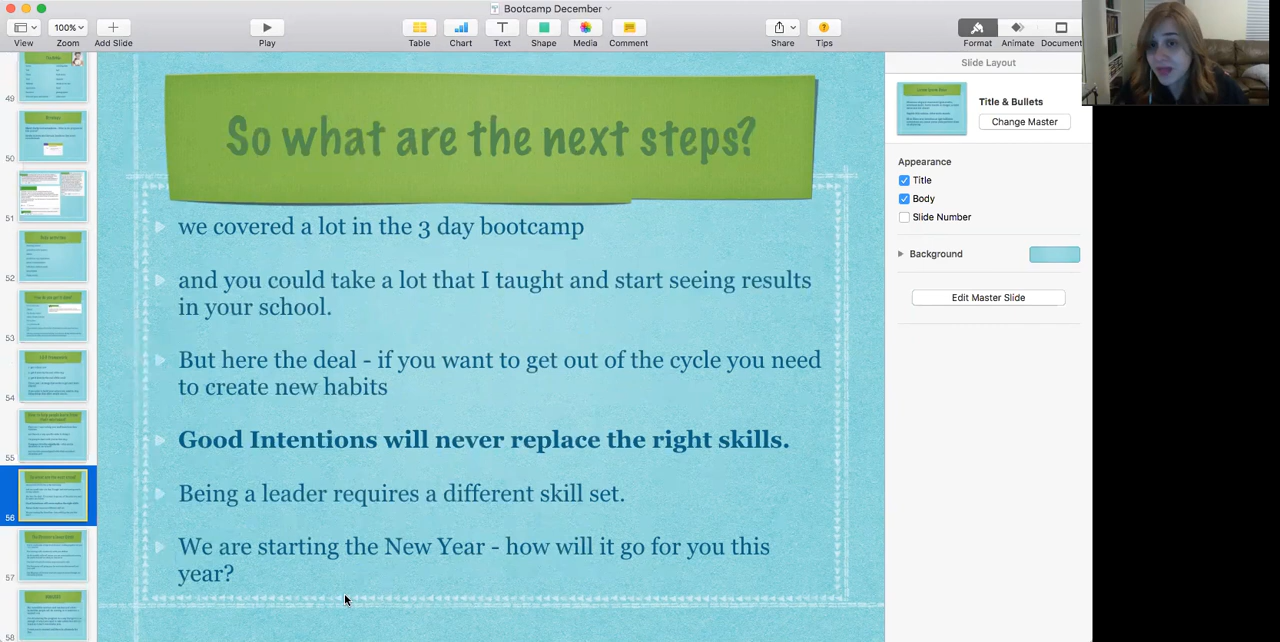 Bootcamp December
100%
View
Zoom
Add Slide
Play
Table
Chart
Text
Shape
Media
Comment
Share
Tips
Format
Animate
Document
Slide Layout
Title & Bullets
Change Master
Appearance
Title
Body
Slide Number
Background
Edit Master Slide
49
50
51
52
53
54
55
56
57
58
So what are the next steps?
we covered a lot in the 3 day bootcamp
and you could take a lot that I taught and start seeing results
in your school.
But here the deal - if you want to get out of the cycle you need
to create new habits
Good Intentions will never replace the right skills.
Being a leader requires a different skill set.
We are starting the New Year - how will it go for you this
year?